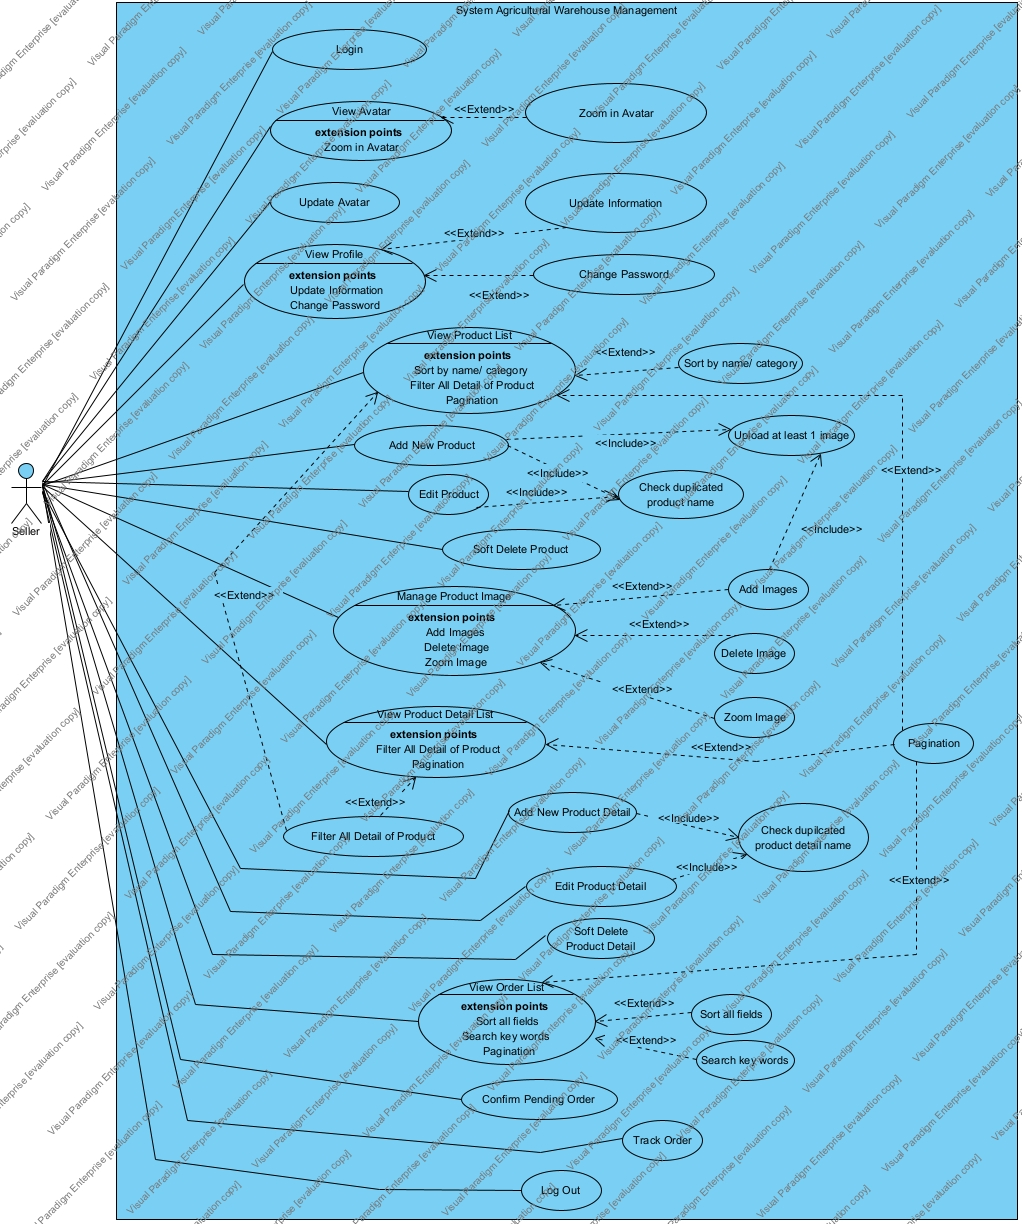 System Agricultural Warehouse Management
Login
View Avatar
extension points
Zoom in Avatar
<<Extend>>
Zoom in Avatar
Update Avatar
Update Information
<<Extend>>
View Profile
extension points
Update Information
Change Password
Change Password
<<Extend>>
View Product List
extension points
Sort by name/ category
Filter All Detail of Product
Pagination
<<Extend>>
Sort by name/ category
Add New Product
<<Include>>
Upload at least 1 image
<<Extend>>
<<Include>>
Edit Product
<<Include>>
Check dupilcated
product name
Seller
<<Include>>
Soft Delete Product
<<Extend>>
Manage Product Image
extension points
Add Images
Delete Image
Zoom Image
<<Extend>>
Add Images
<<Extend>>
Delete Image
<<Extend>>
Zoom Image
View Product Detail List
extension points
Filter All Detail of Product
Pagination
<<Extend>>
Pagination
<<Extend>>
Filter All Detail of Product
Add New Product Detail
<<Include>>
Check dupilcated
product detail name
<<Include>>
Edit Product Detail
<<Extend>>
Soft Delete
Product Detail
View Order List
extension points
Sort all fields
Search key words
Pagination
<<Extend>>
Sort all fields
<<Extend>>
Search key words
Confirm Pending Order
Track Order
Log Out
Visual Paradigm Enterprise [evaluation copy]